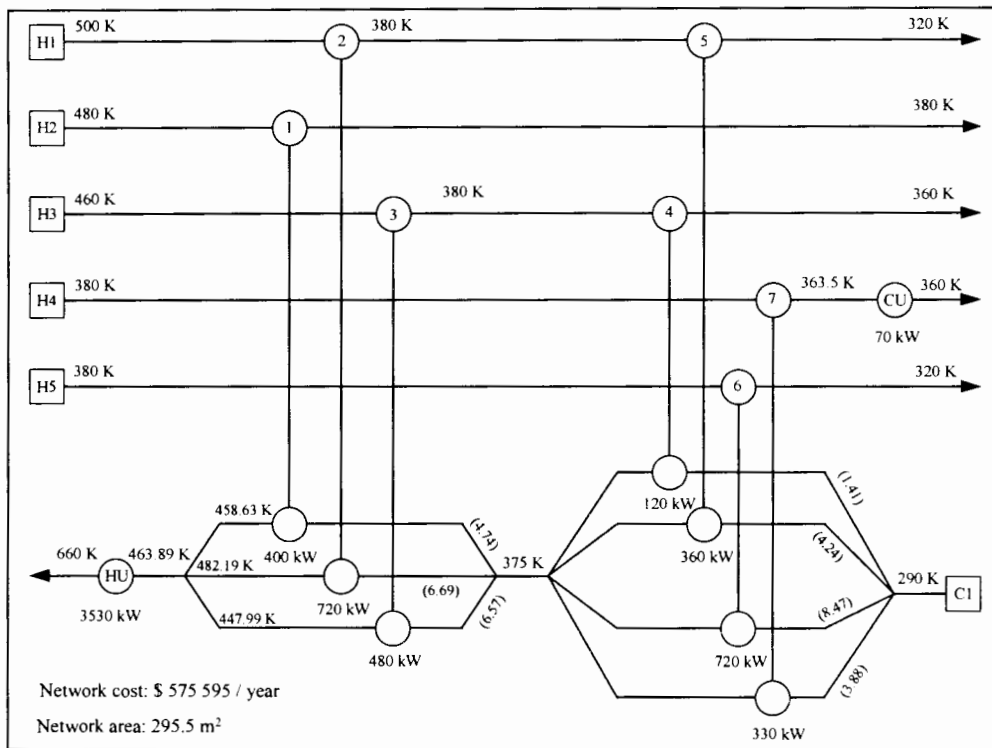 500 K
380 K
320 K
H1
2
5
480 K
380 K
H2
1
460 K
380 K
360 K
H3
3
4
380 K
363.5 K
360 K
H4
7
CU
70 kW
380 K
320 K
H5
6
120 kW
(1.41)
458.63 K
400 kW
(4.74)
360 kW
(4.24)
660 K
463.89 K
482.19 K
375 K
290 K
HU
720 kW
(6.69)
C1
3530 kW
447.99 K
480 kW
(6.57)
720 kW
(8.47)
330 kW
(3.88)
Network cost: $ 575 595 / year
Network area: 295.5 m²